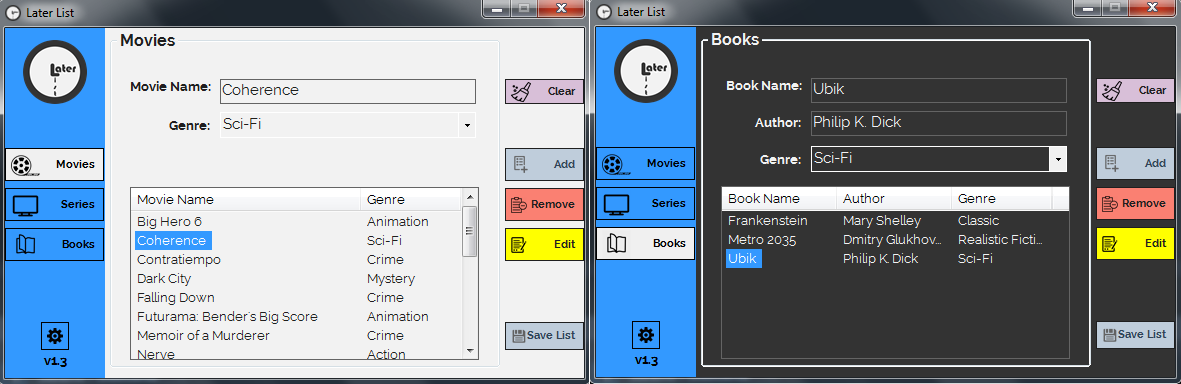 Later List
Later
Movies
Movie Name: Coherence
Clear
Genre: Sci-Fi
Movies
Add
Series
Movie Name Genre
Remove
Big Hero 6 Animation
Coherence Sci-Fi
Books
Edit
Contratiempo Crime
Dark City Mystery
Falling Down Crime
Futurama: Bender's Big Score Animation
Memoir of a Murderer Crime
Save List
Nerve Action
v1.3
Later List
Later
Books
Book Name: Ubik
Clear
Author: Philip K. Dick
Genre: Sci-Fi
Movies
Add
Series
Book Name Author Genre
Remove
Frankenstein Mary Shelley Classic
Metro 2035 Dmitry Glukhov... Realistic Ficti...
Books
Edit
Ubik Philip K. Dick Sci-Fi
Save List
v1.3